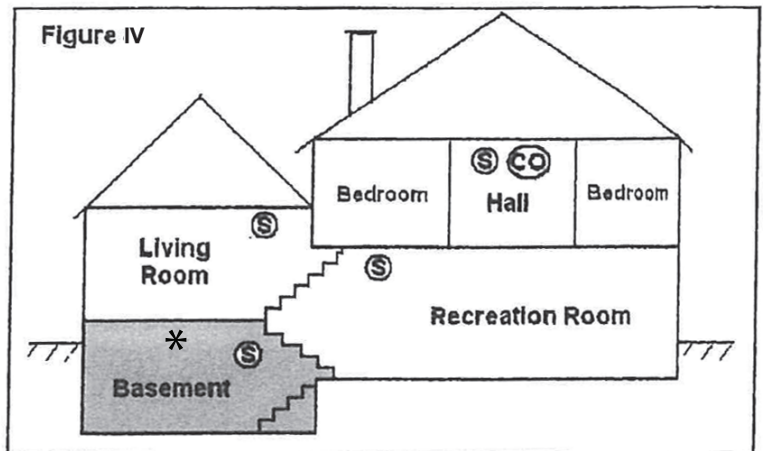 Figure IV
S CO
Bedroom
Hall
Bedroom
S
Living
Room
S
Recreation Room
*
S
Basement